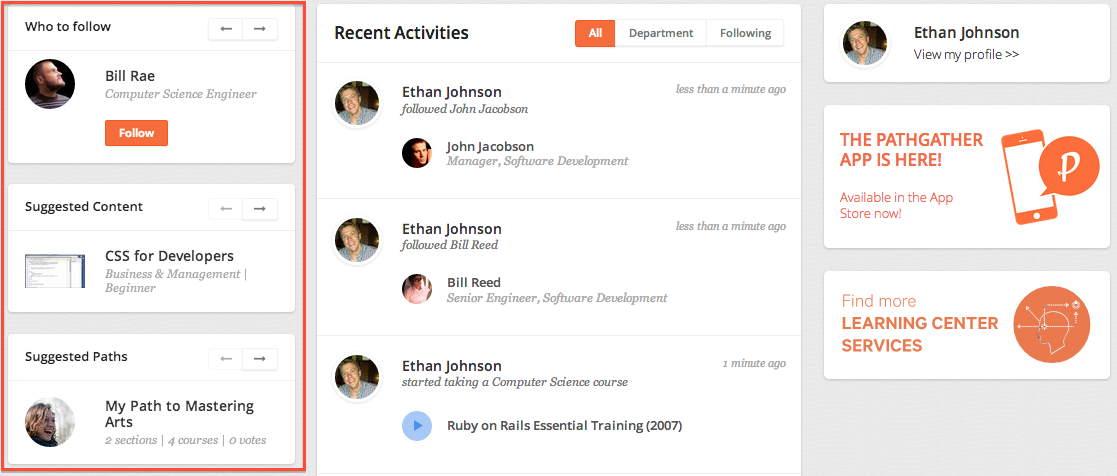 Who to follow
Bill Rae
Computer Science Engineer
Follow
Suggested Content
CSS for Developers
Business & Management |
Beginner
Suggested Paths
My Path to Mastering
Arts
2 sections | 4 courses | 0 votes
Recent Activities
All Department Following
Ethan Johnson
less than a minute ago
followed John Jacobson
John Jacobson
Manager, Software Development
Ethan Johnson
less than a minute ago
followed Bill Reed
Bill Reed
Senior Engineer, Software Development
Ethan Johnson
1 minute ago
started taking a Computer Science course
Ruby on Rails Essential Training (2007)
Ethan Johnson
View my profile >>
THE PATHGATHER
APP IS HERE!
Available in the App
Store now!
P
Find more
LEARNING CENTER
SERVICES